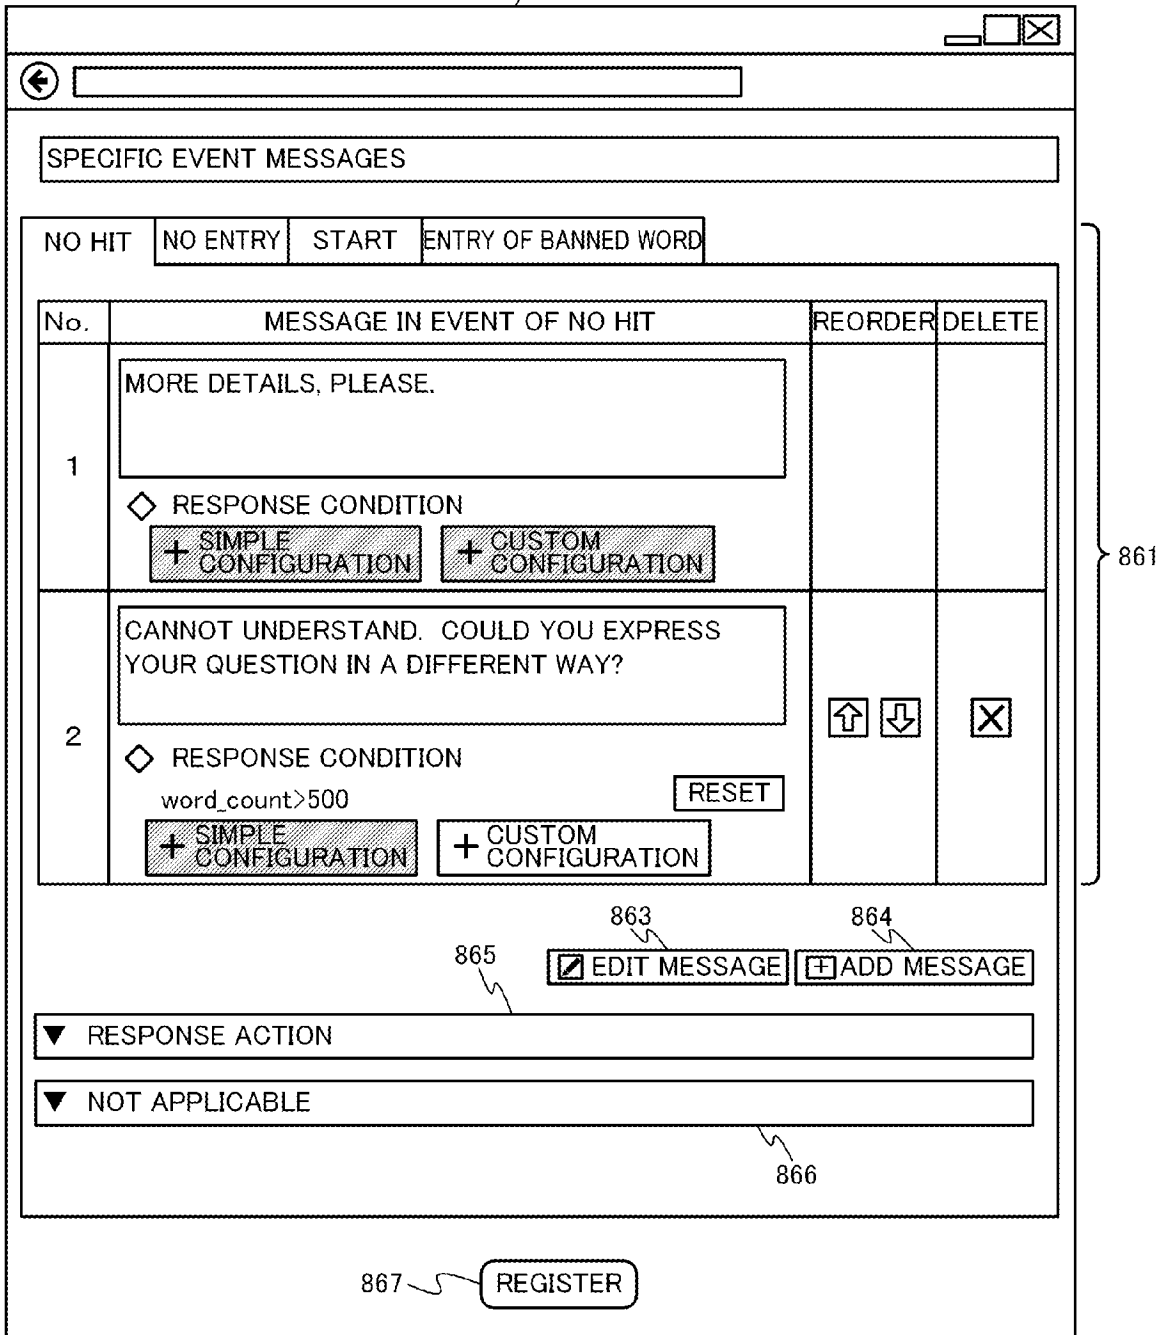 SPECIFIC EVENT MESSAGES
NO HIT NO ENTRY START ENTRY OF BANNED WORD
No. MESSAGE IN EVENT OF NO HIT REORDER DELETE
MORE DETAILS, PLEASE.
1
RESPONSE CONDITION
+ SIMPLE CONFIGURATION + CUSTOM CONFIGURATION
861
CANNOT UNDERSTAND. COULD YOU EXPRESS
YOUR QUESTION IN A DIFFERENT WAY?
2
RESPONSE CONDITION
word_count>500 RESET
+ SIMPLE CONFIGURATION + CUSTOM CONFIGURATION
863 864
865
EDIT MESSAGE ADD MESSAGE
▼ RESPONSE ACTION
▼ NOT APPLICABLE
866
867 REGISTER